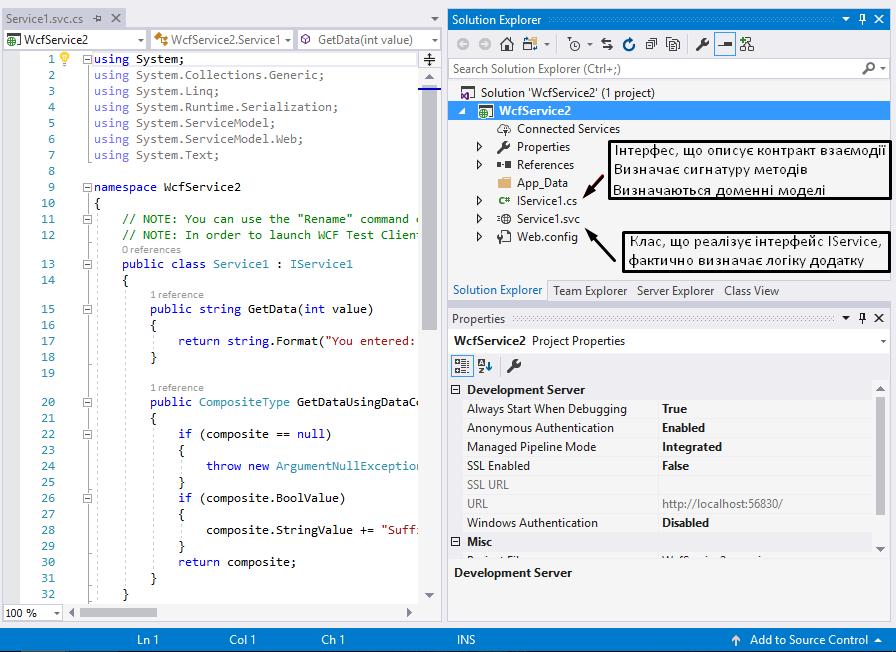 Service1.svc.cs
WcfService2
WcfService2.Service1
GetData(int value)
1 using System;
2 using System.Collections.Generic;
3 using System.Linq;
4 using System.Runtime.Serialization;
5 using System.ServiceModel;
6 using System.ServiceModel.Web;
7 using System.Text;
8
9 namespace WcfService2
10 {
11 // NOTE: You can use the "Rename" command
12 // NOTE: In order to launch WCF Test Client
0 references
13 public class Service1 : IService1
14 {
1 reference
15 public string GetData(int value)
16 {
17 return string.Format("You entered:
18 }
19
1 reference
20 public CompositeType GetDataUsingDataCo
21 {
22 if (composite == null)
23 {
24 throw new ArgumentNullException
25 }
26 if (composite.BoolValue)
27 {
28 composite.StringValue += "Suff
29 }
30 return composite;
31 }
32 }
100 %
Solution Explorer
Search Solution Explorer (Ctrl+;)
Solution 'WcfService2' (1 project)
WcfService2
Connected Services
Properties
References
App_Data
C# IService1.cs
Service1.svc
Web.config
Інтерфес, що описує контракт взаємодії
Визначає сигнатуру методів
Визначаються доменні моделі
Клас, що реалізує інтерфейс IService,
фактично визначає логіку додатку
Solution Explorer Team Explorer Server Explorer Class View
Properties
WcfService2 Project Properties
Development Server
Always Start When Debugging True
Anonymous Authentication Enabled
Managed Pipeline Mode Integrated
SSL Enabled False
SSL URL
URL http://localhost:56830/
Windows Authentication Disabled
Misc
Development Server
Ln 1 Col 1 Ch 1 INS Add to Source Control